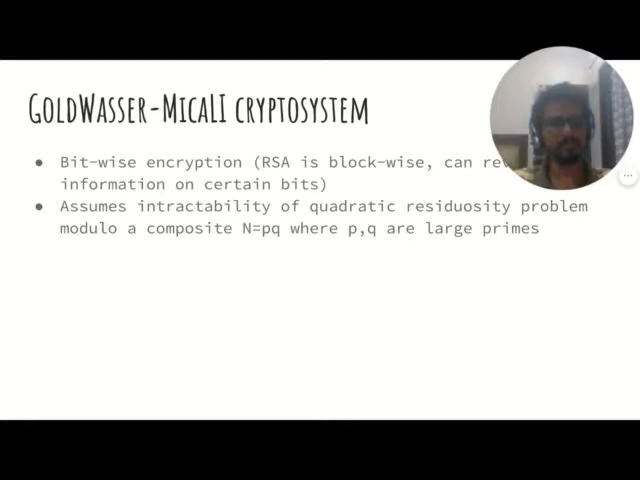 GoldWasser-MicaLI cryptosystem
● Bit-wise encryption (RSA is block-wise, can
information on certain bits)
● Assumes intractability of quadratic residuosity problem
modulo a composite N=pq where p,q are large primes